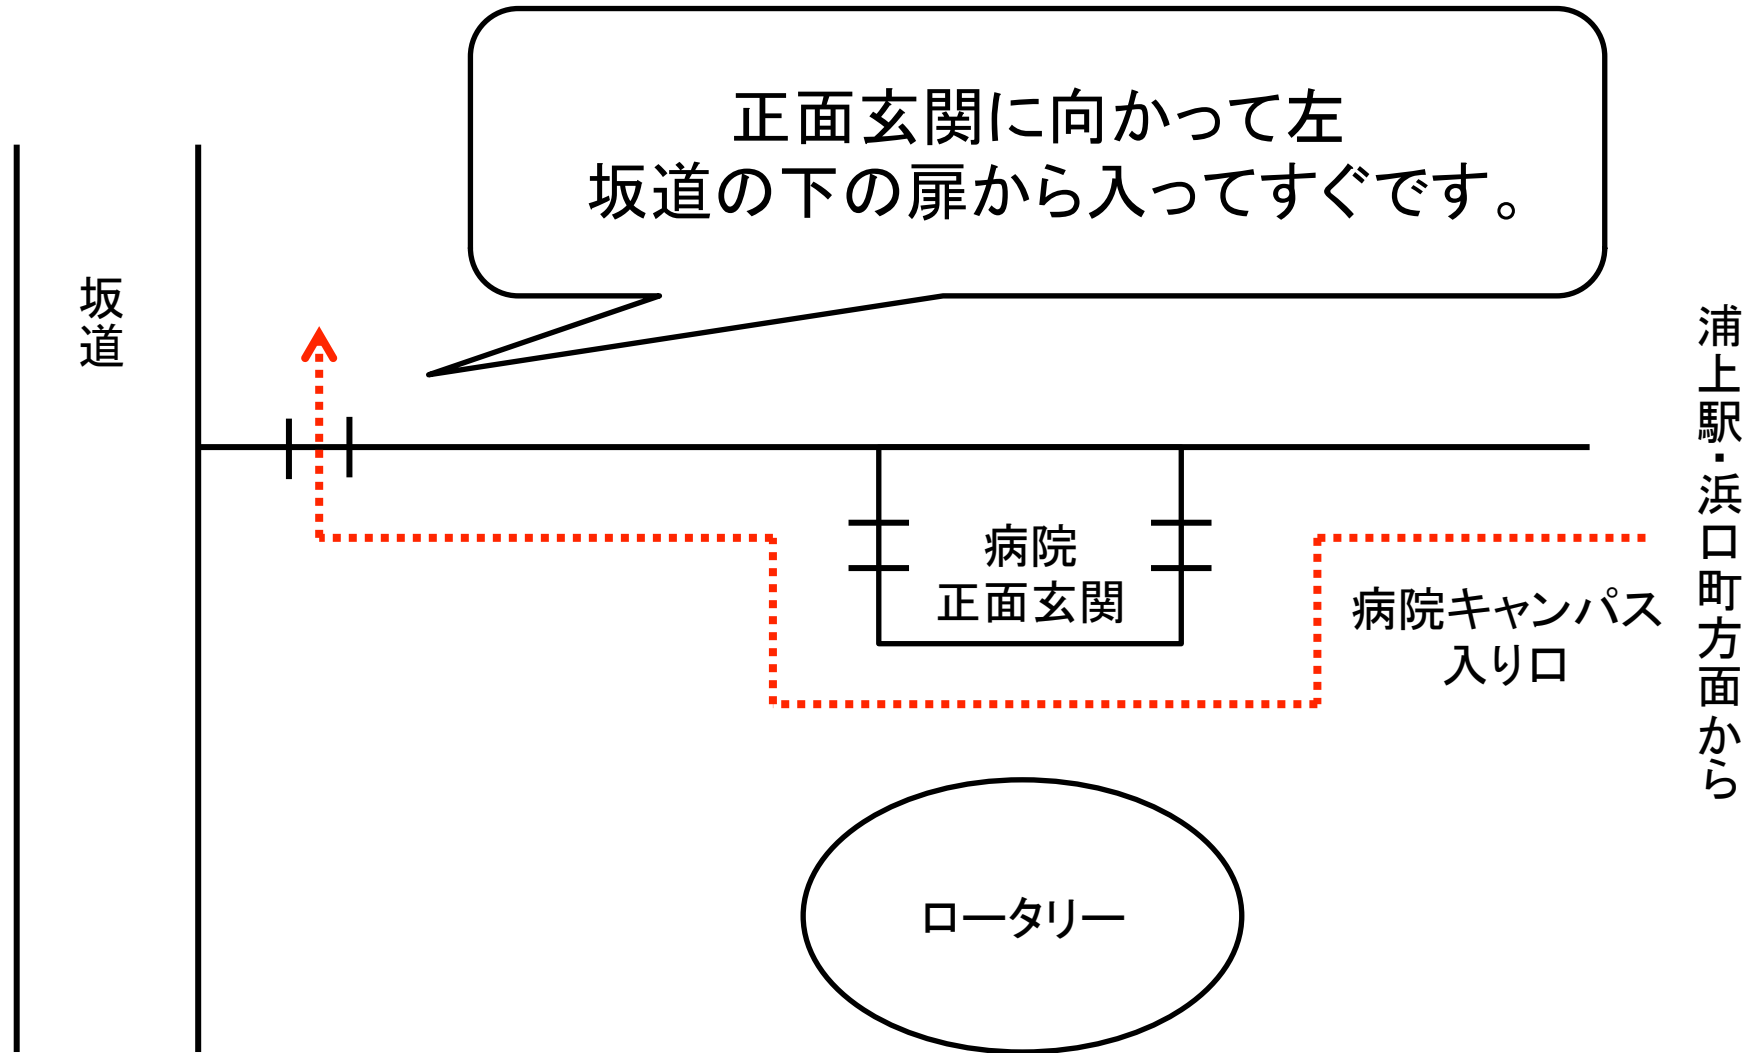 正面玄関に向かって左
坂道の下の扉から入ってすぐです。
坂道
浦上駅・浜口町方面から
病院
正面玄関
病院キャンパス
入り口
ロータリー